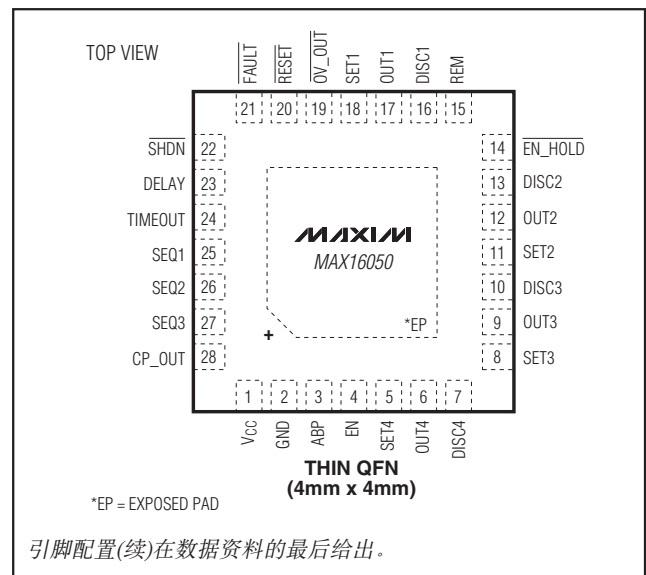 TOP VIEW
FAULT
RESET
OV_OUT
SET1
OUT1
DISC1
REM
21 20 19 18 17 16 15
SHDN 22
DELAY 23
TIMEOUT 24
SEQ1 25
SEQ2 26
SEQ3 27
CP_OUT 28
MAXIM
MAX16050
*EP
+
14 EN_HOLD
13 DISC2
12 OUT2
11 SET2
10 DISC3
9 OUT3
8 SET3
1 2 3 4 5 6 7
VCC
GND
ABP
EN
SET4
OUT4
DISC4
THIN QFN
(4mm x 4mm)
*EP = EXPOSED PAD
引脚配置(续)在数据资料的最后给出。